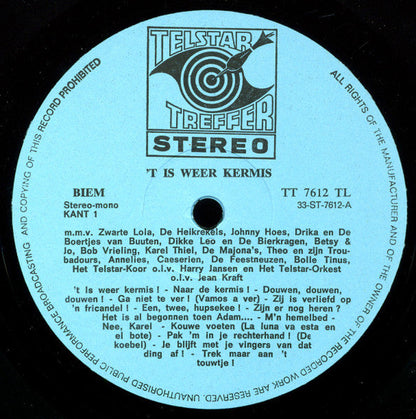 TELSTAR
TREFFER
STEREO
'T IS WEER KERMIS
BIEM
Stereo-mono
KANT 1
TT 7612 TL
33-ST-7612-A
m.m.v. Zwarte Lola, De Heikrekels, Johnny Hoes, Drika en De
Boertjes van Buuten, Dikke Leo en De Bierkragen, Betsy &
Jo, Bob Vrieling, Karel Thiel, De Majona's, Theo en zijn Trou-
badours, Annelies, Caeserien, De Feestneuzen, Bolle Tinus,
Het Telstar-Koor o.l.v. Harry Jansen en Het Telstar-Orkest
o.l.v. Jean Kraft
't Is weer kermis ! - Naar de kermis ! - Douwen, douwen,
douwen ! - Ga niet te ver ! (Vamos a ver) - Zij is verliefd op
'n fricandel ! - Een, twee, hupsekee ! - Zijn er nog heren ?
Het is al begonnen toen Adam.... - M'n hemelbed -
Nee, Karel - Kouwe voeten (La luna va esta en
ei bote) - Pak 'm in je rechterhand ! (De
koebel) - Je blijft met je vingers van dat
ding af ! - Trek maar aan 't
touwtje !
ALL RIGHTS OF THE MANUFACTURER AND OF THE OWNER OF THE RECORDED WORK ARE RESERVED. UNAUTHORISED PUBLIC PERFORMANCE BROADCASTING AND COPYING OF THIS RECORD PROHIBITED